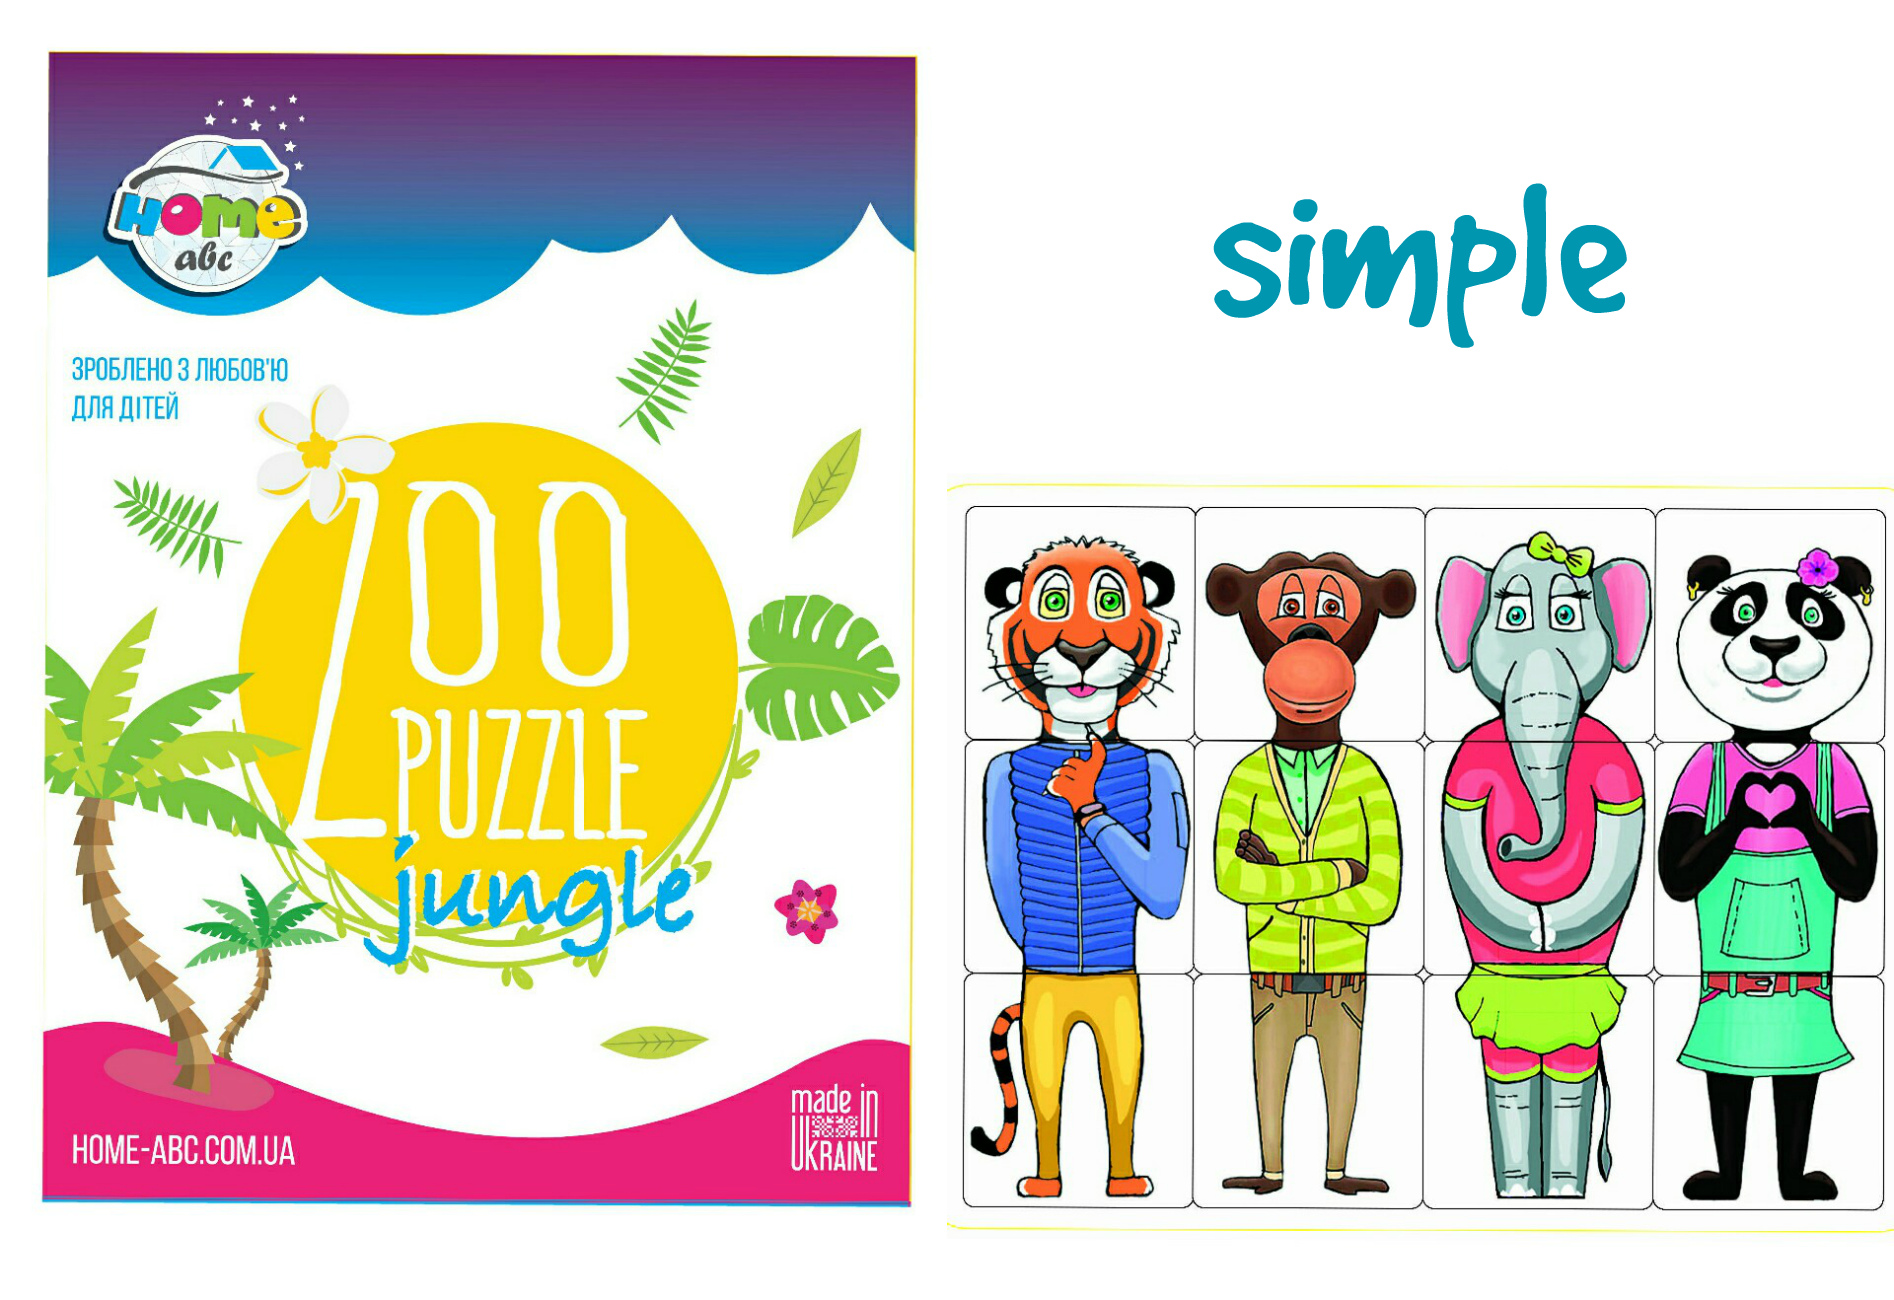 HOME
abc
ЗРОБЛЕНО З ЛЮБОВ'Ю
ДЛЯ ДІТЕЙ
ZOO
PUZZLE
jungle
HOME-ABC.COM.UA
made in
UKRAINE
simple